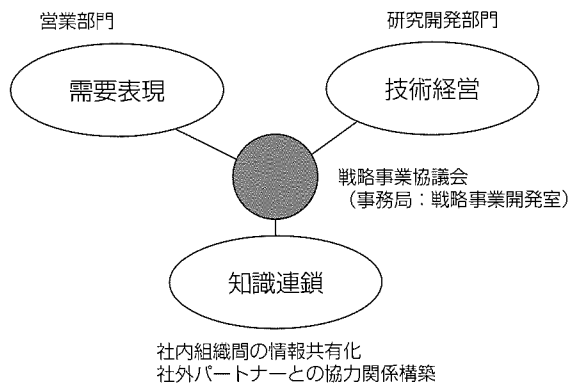 営業部門
研究開発部門
需要表現
技術経営
戦略事業協議会
（事務局：戦略事業開発室）
知識連鎖
社内組織間の情報共有化
社外パートナーとの協力関係構築